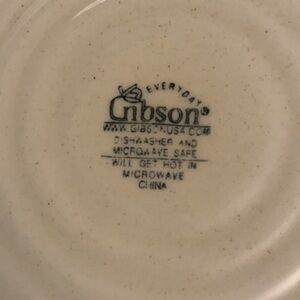 EVERYDAY
Gibson®
WWW.GIBSONUSA.COM
DISHWASHER AND
MICROWAVE SAFE
WILL GET HOT IN
MICROWAVE
CHINA